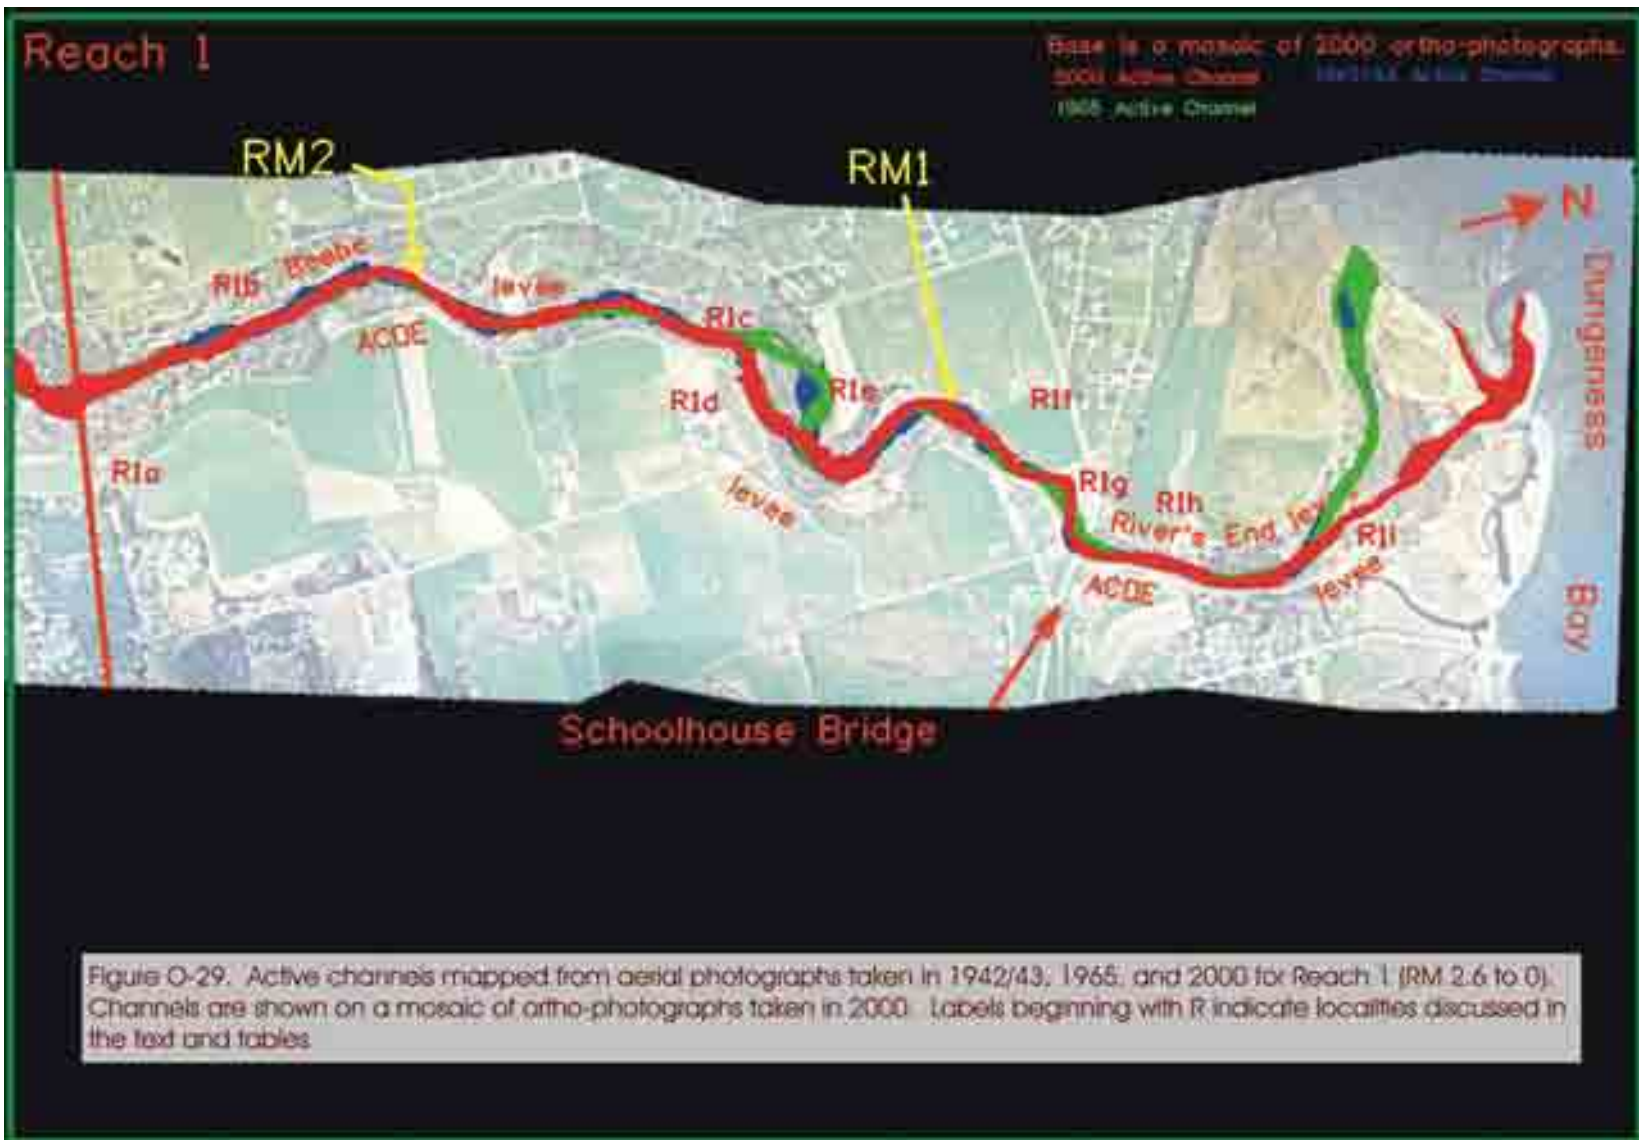 Reach 1
Base is a mosaic of 2000 ortho-photographs.
2000 Active Channel
1942/43 Active Channel
1965 Active Channel
RM2
RM1
N
R1b
Beebe
levee
ACOE
R1c
R1d
R1e
R1f
R1a
levee
R1g
R1h
River's End levee
R1i
ACOE
levee
Dungeness
Bay
Schoolhouse Bridge
Figure O-29. Active channels mapped from aerial photographs taken in 1942/43, 1965, and 2000 for Reach 1 (RM 2.6 to 0).
Channels are shown on a mosaic of ortho-photographs taken in 2000. Labels beginning with R indicate localities discussed in
the text and tables